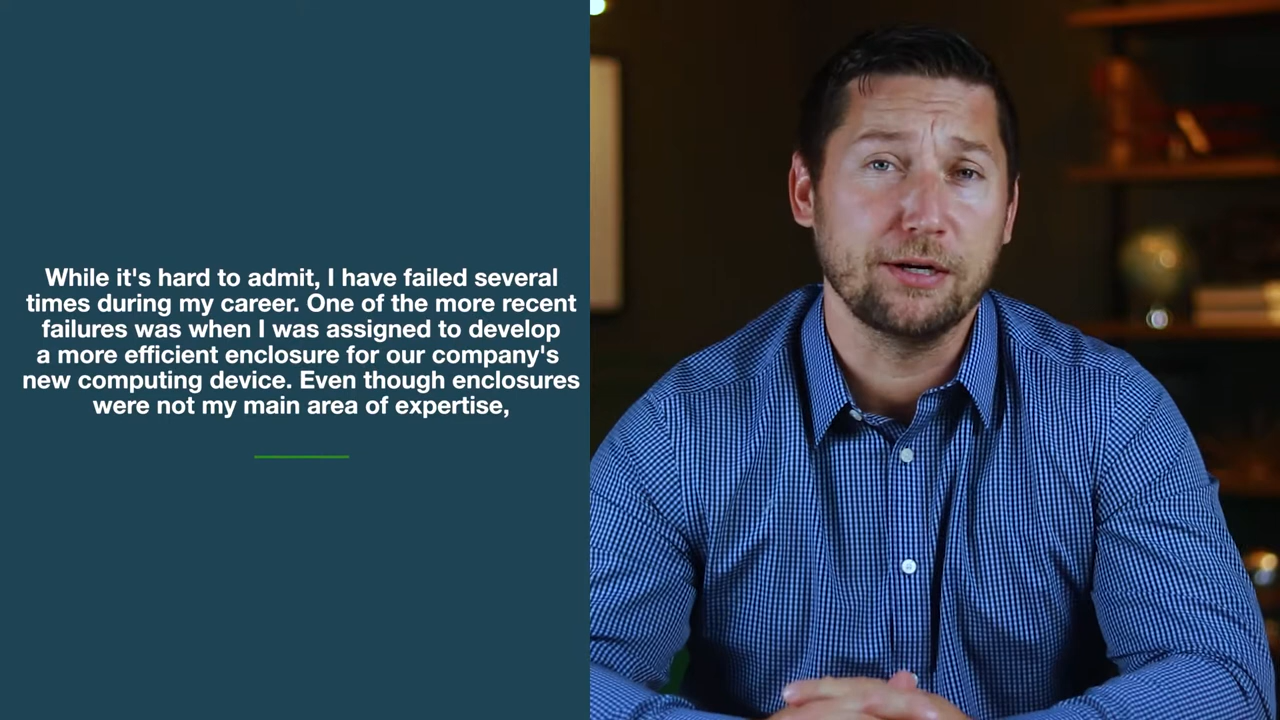 While it's hard to admit, I have failed several
times during my career. One of the more recent
failures was when I was assigned to develop
a more efficient enclosure for our company's
new computing device. Even though enclosures
were not my main area of expertise,